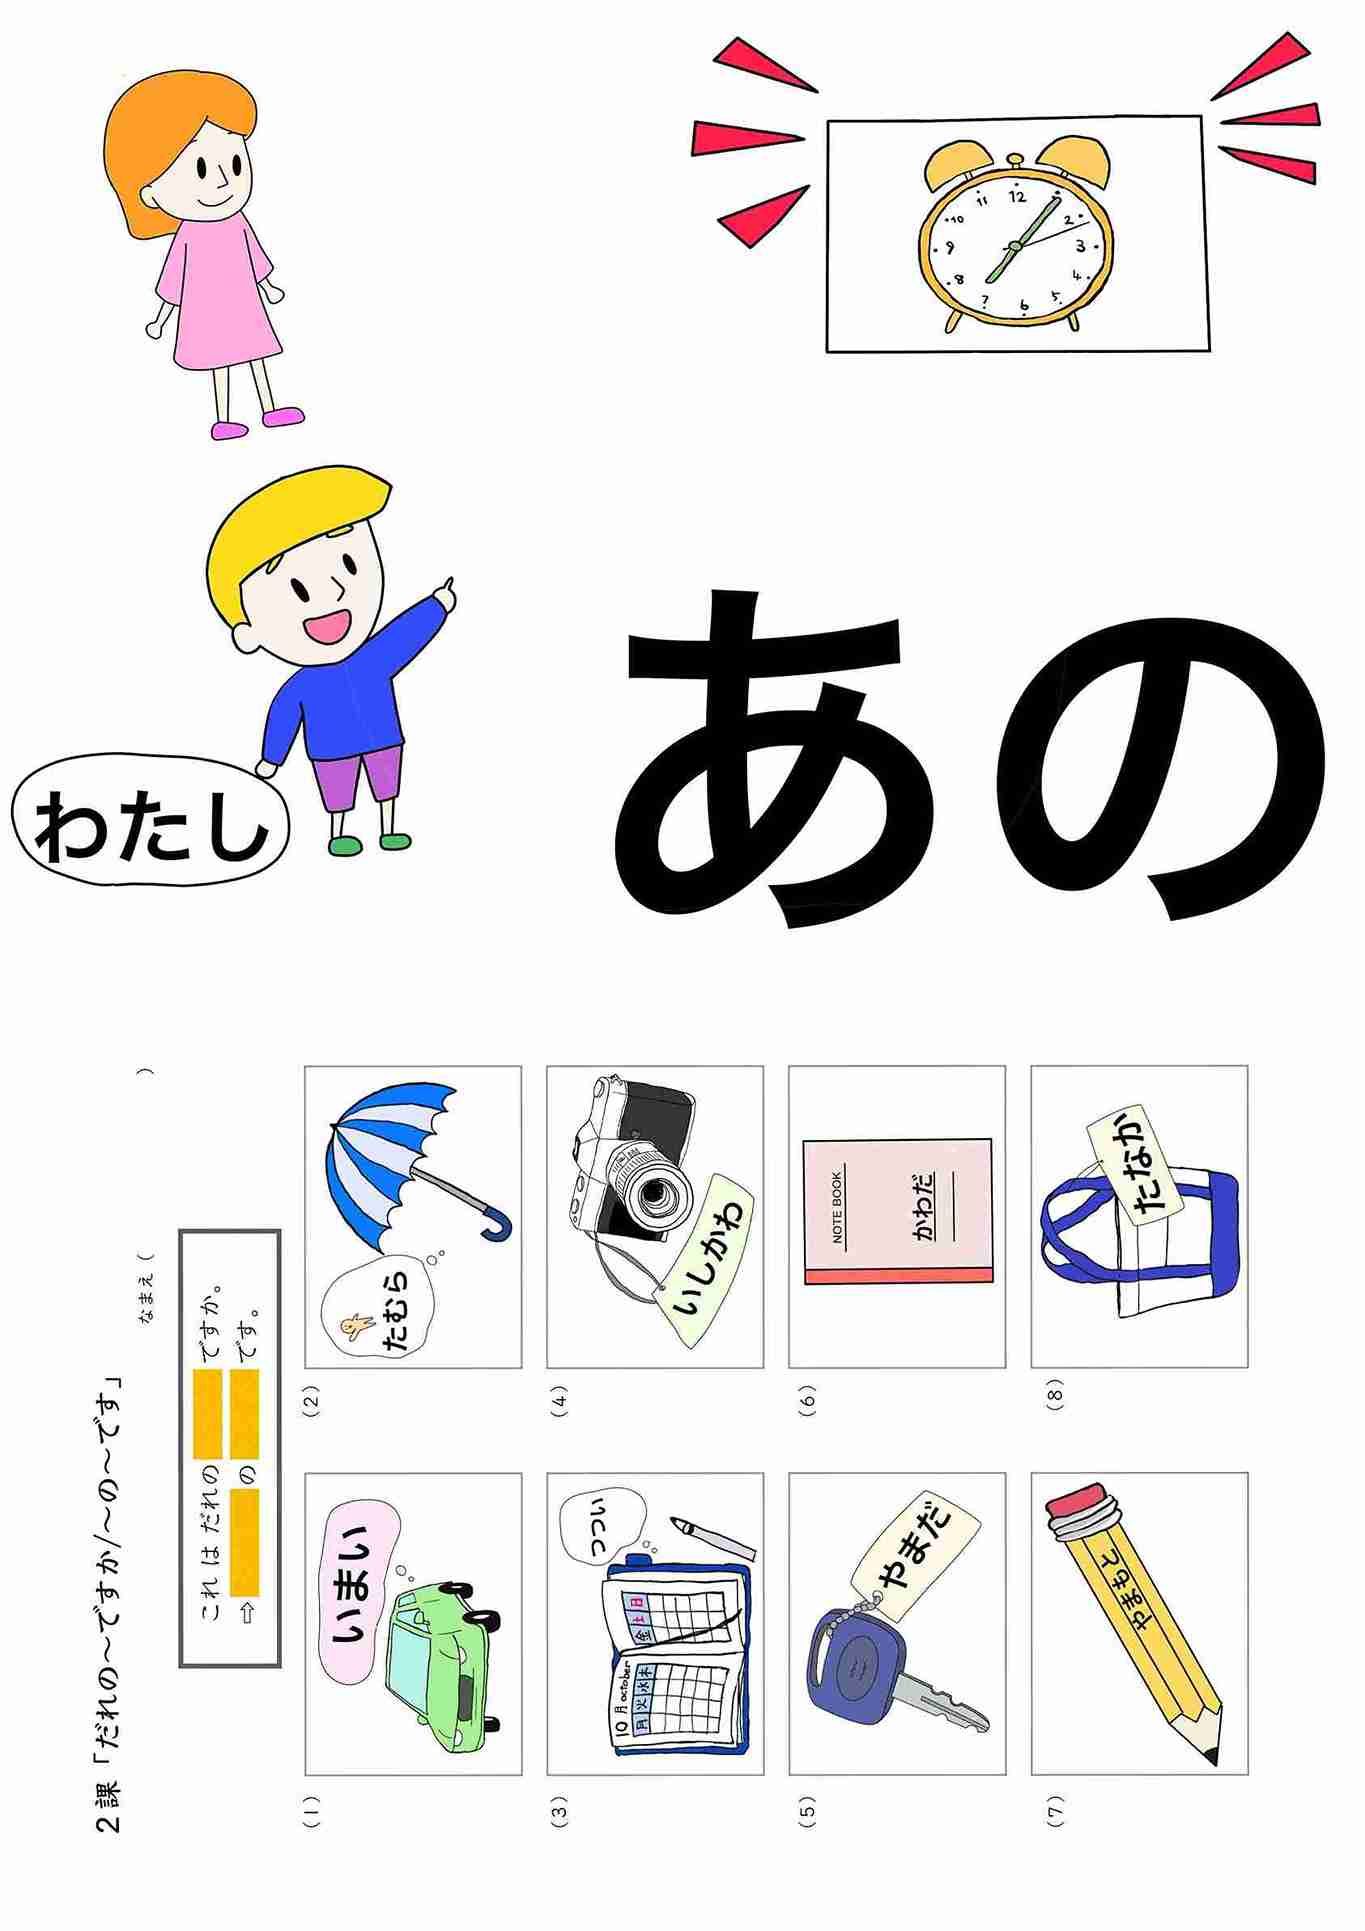 12
1
2
3
4
5
6
7
8
9
10
11
わたし
あの
2課「だれの～ですか/～の～です」
なまえ（　　　）
これ は だれの　　ですか。
⇨　　の　　です。
(1)
いまい
(2)
たむら
(3)
つつい
10月 october
月 火 水 木
金 土 日
(4)
いしかわ
(5)
やまだ
(6)
NOTE BOOK
かわだ
(7)
やまもと
(8)
たなか